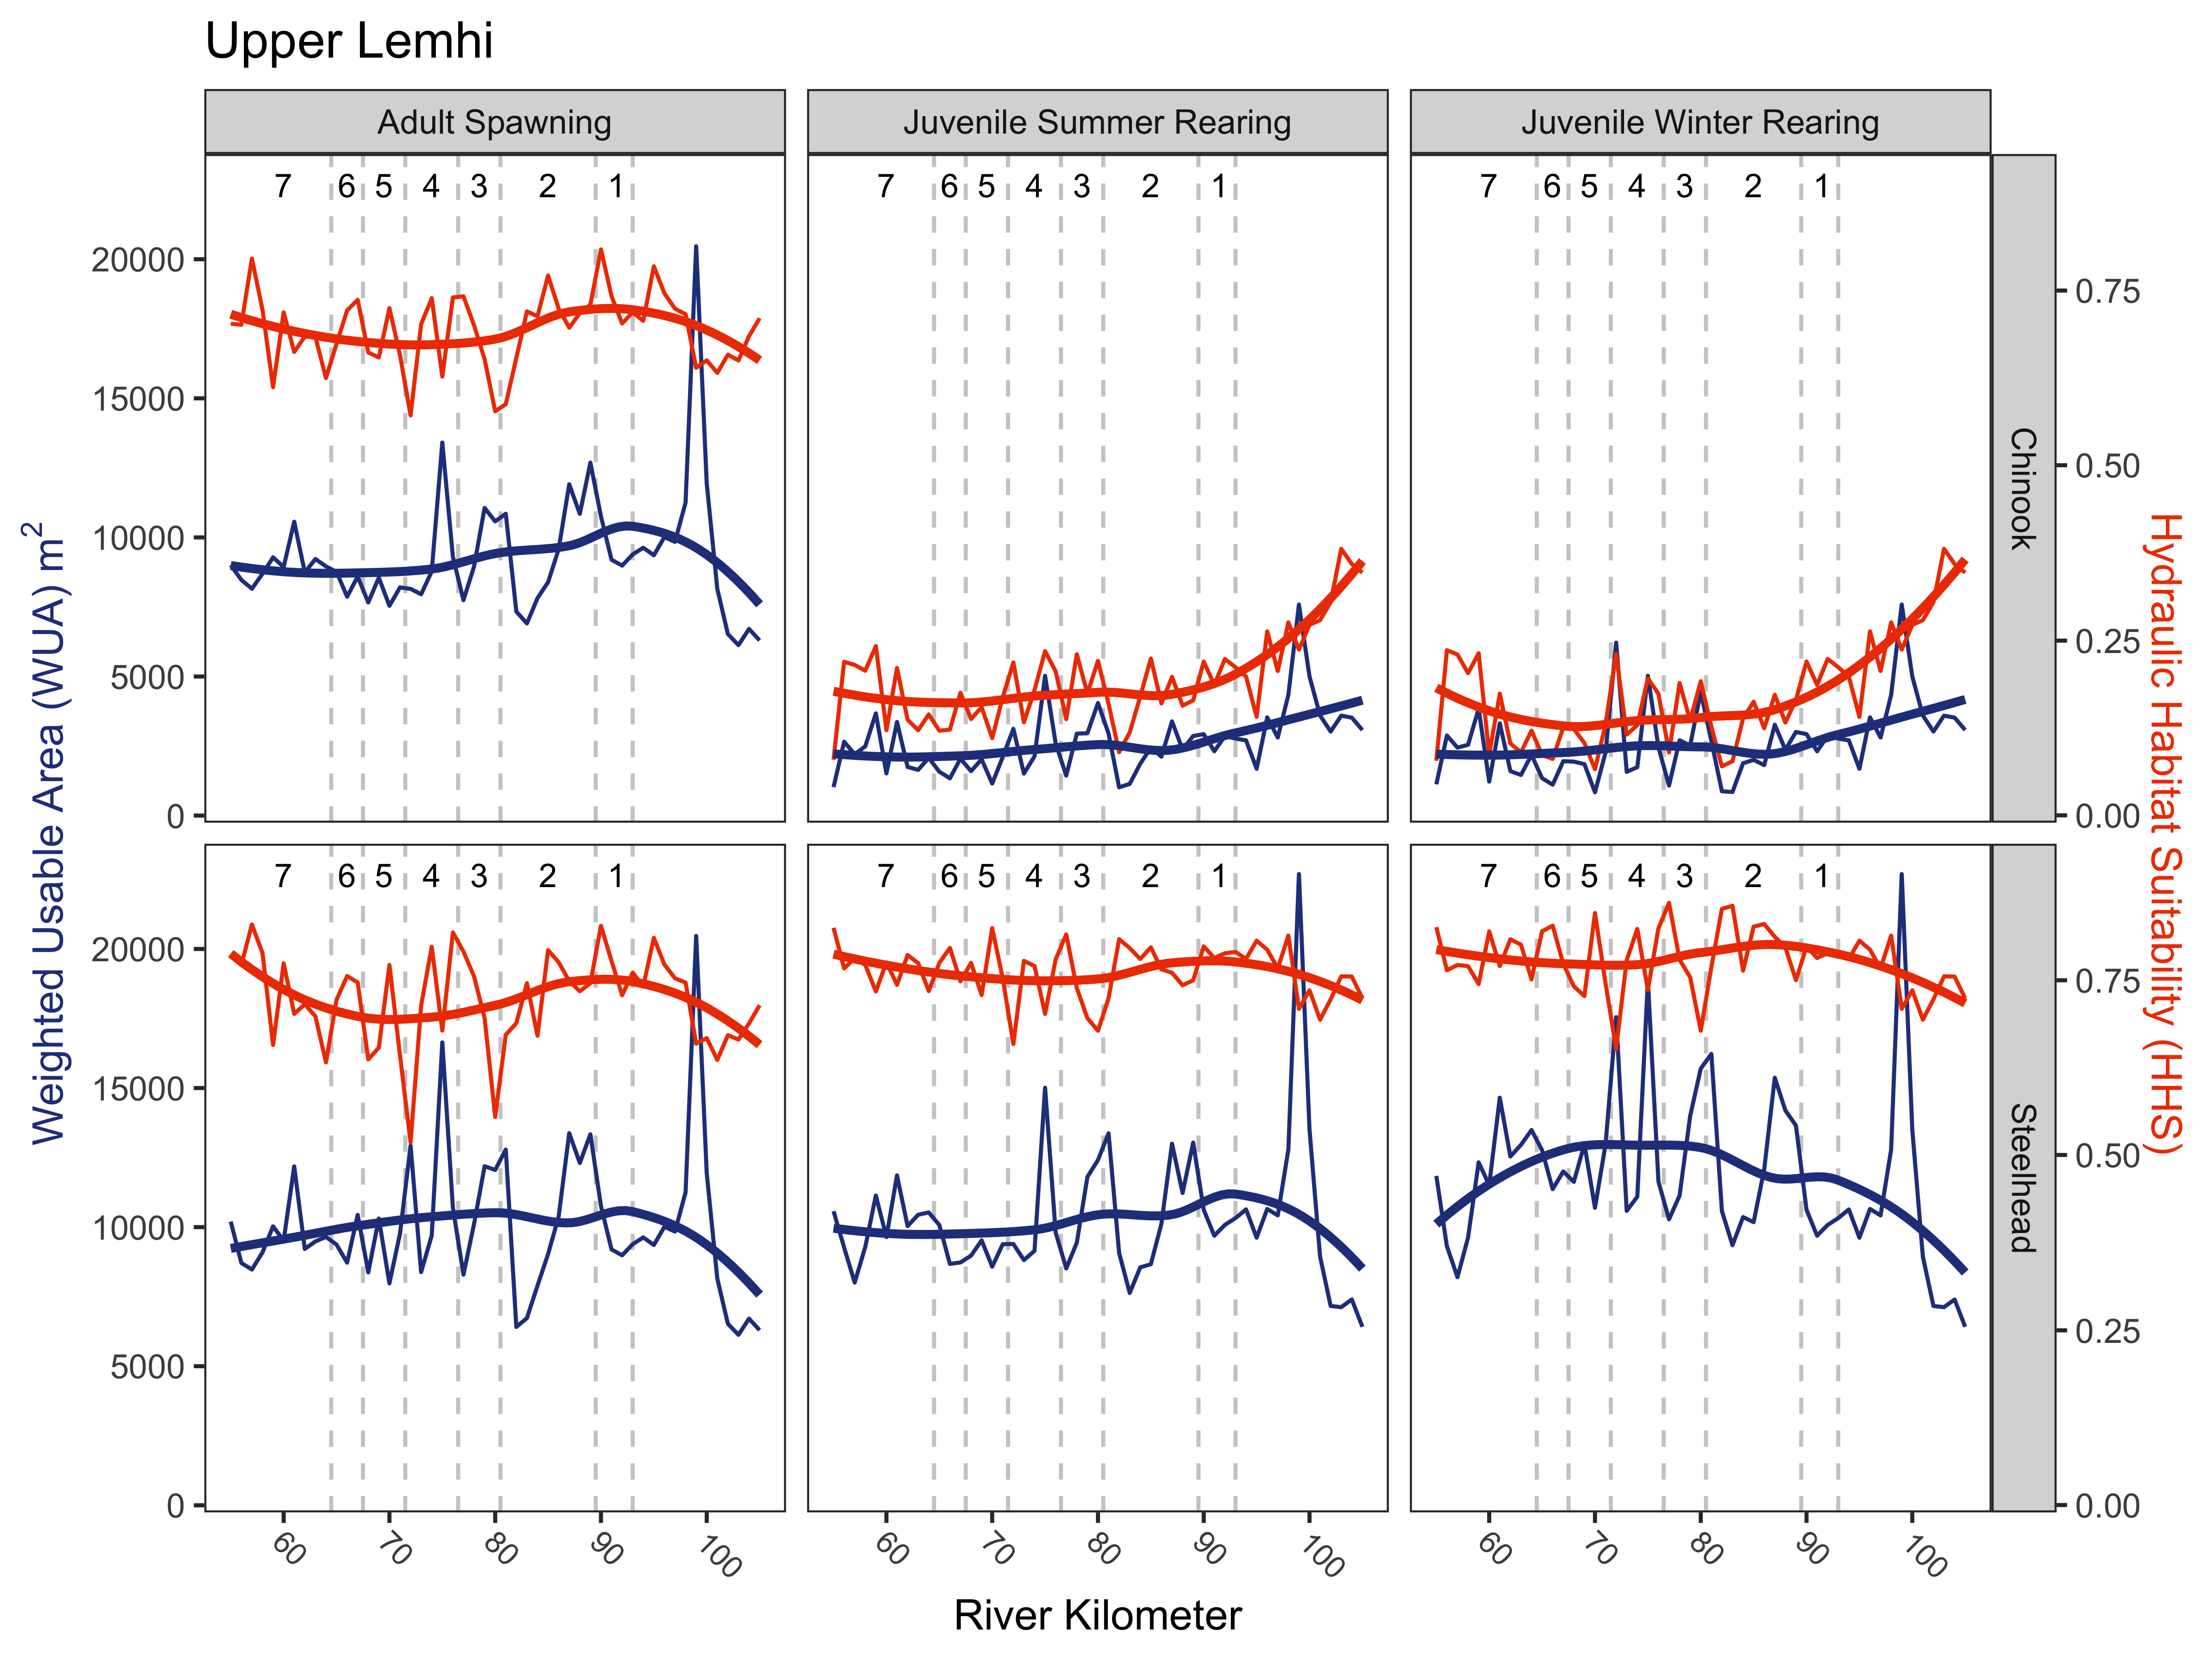 Upper Lemhi
Adult Spawning
Juvenile Summer Rearing
Juvenile Winter Rearing
7 6 5 4 3 2 1
7 6 5 4 3 2 1
7 6 5 4 3 2 1
20000
15000
10000
5000
0
Chinook
0.75
0.50
0.25
0.00
7 6 5 4 3 2 1
7 6 5 4 3 2 1
7 6 5 4 3 2 1
20000
15000
10000
5000
0
Steelhead
0.75
0.50
0.25
0.00
60 70 80 90 100
60 70 80 90 100
60 70 80 90 100
River Kilometer
Weighted Usable Area (WUA) m²
Hydraulic Habitat Suitability (HHS)